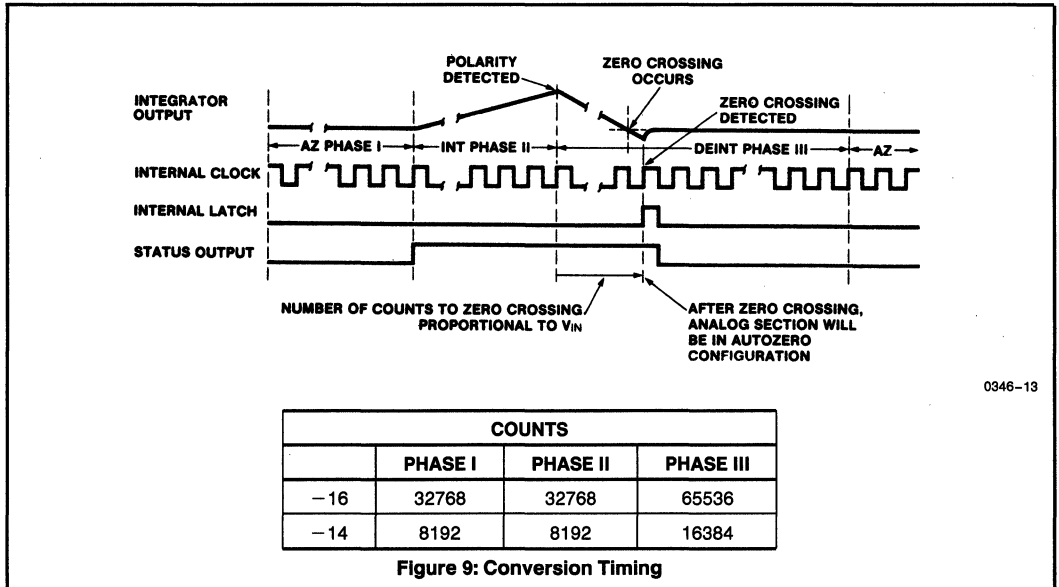 POLARITY
DETECTED
ZERO CROSSING
OCCURS
INTEGRATOR
OUTPUT
ZERO CROSSING
DETECTED
AZ PHASE I
INT PHASE II
DEINT PHASE III
AZ
INTERNAL CLOCK
INTERNAL LATCH
STATUS OUTPUT
NUMBER OF COUNTS TO ZERO CROSSING
PROPORTIONAL TO VIN
AFTER ZERO CROSSING,
ANALOG SECTION WILL
BE IN AUTOZERO
CONFIGURATION
0346–13
COUNTS
PHASE I PHASE II PHASE III
−16 32768 32768 65536
−14 8192 8192 16384
Figure 9: Conversion Timing